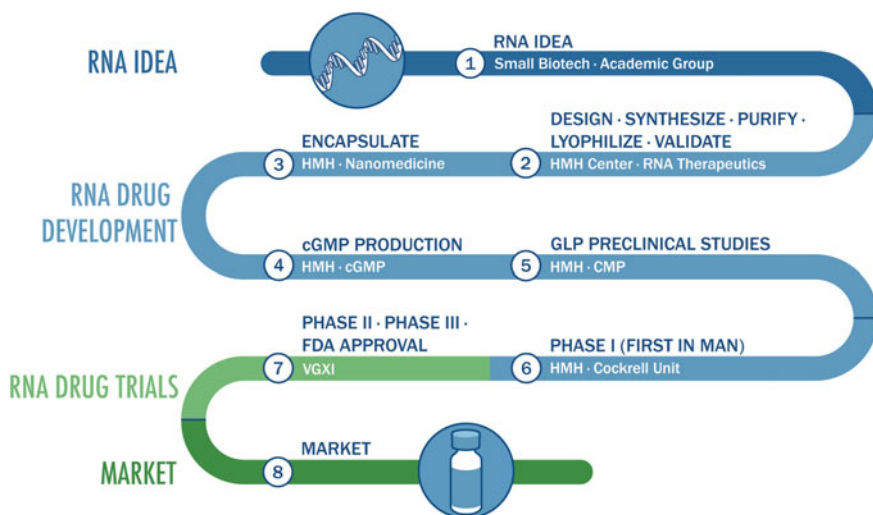 RNA IDEA
1
RNA IDEA
Small Biotech · Academic Group
DESIGN · SYNTHESIZE · PURIFY ·
LYOPHILIZE · VALIDATE
2
HMH Center · RNA Therapeutics
ENCAPSULATE
3
HMH · Nanomedicine
RNA DRUG
DEVELOPMENT
cGMP PRODUCTION
4
HMH · cGMP
GLP PRECLINICAL STUDIES
5
HMH · CMP
PHASE I (FIRST IN MAN)
6
HMH · Cockrell Unit
PHASE II · PHASE III ·
FDA APPROVAL
7
VGXI
RNA DRUG TRIALS
MARKET
MARKET
8